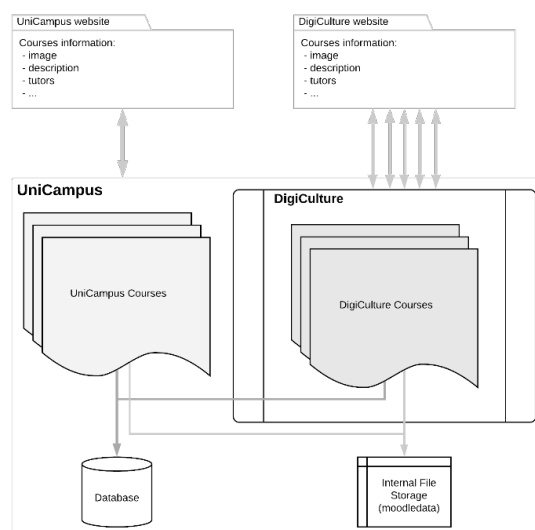 UniCampus website
Courses information:
- image
- description
- tutors
- ...
DigiCulture website
Courses information:
- image
- description
- tutors
- ...
UniCampus
DigiCulture
UniCampus Courses
DigiCulture Courses
Database
Internal File
Storage
(moodledata)